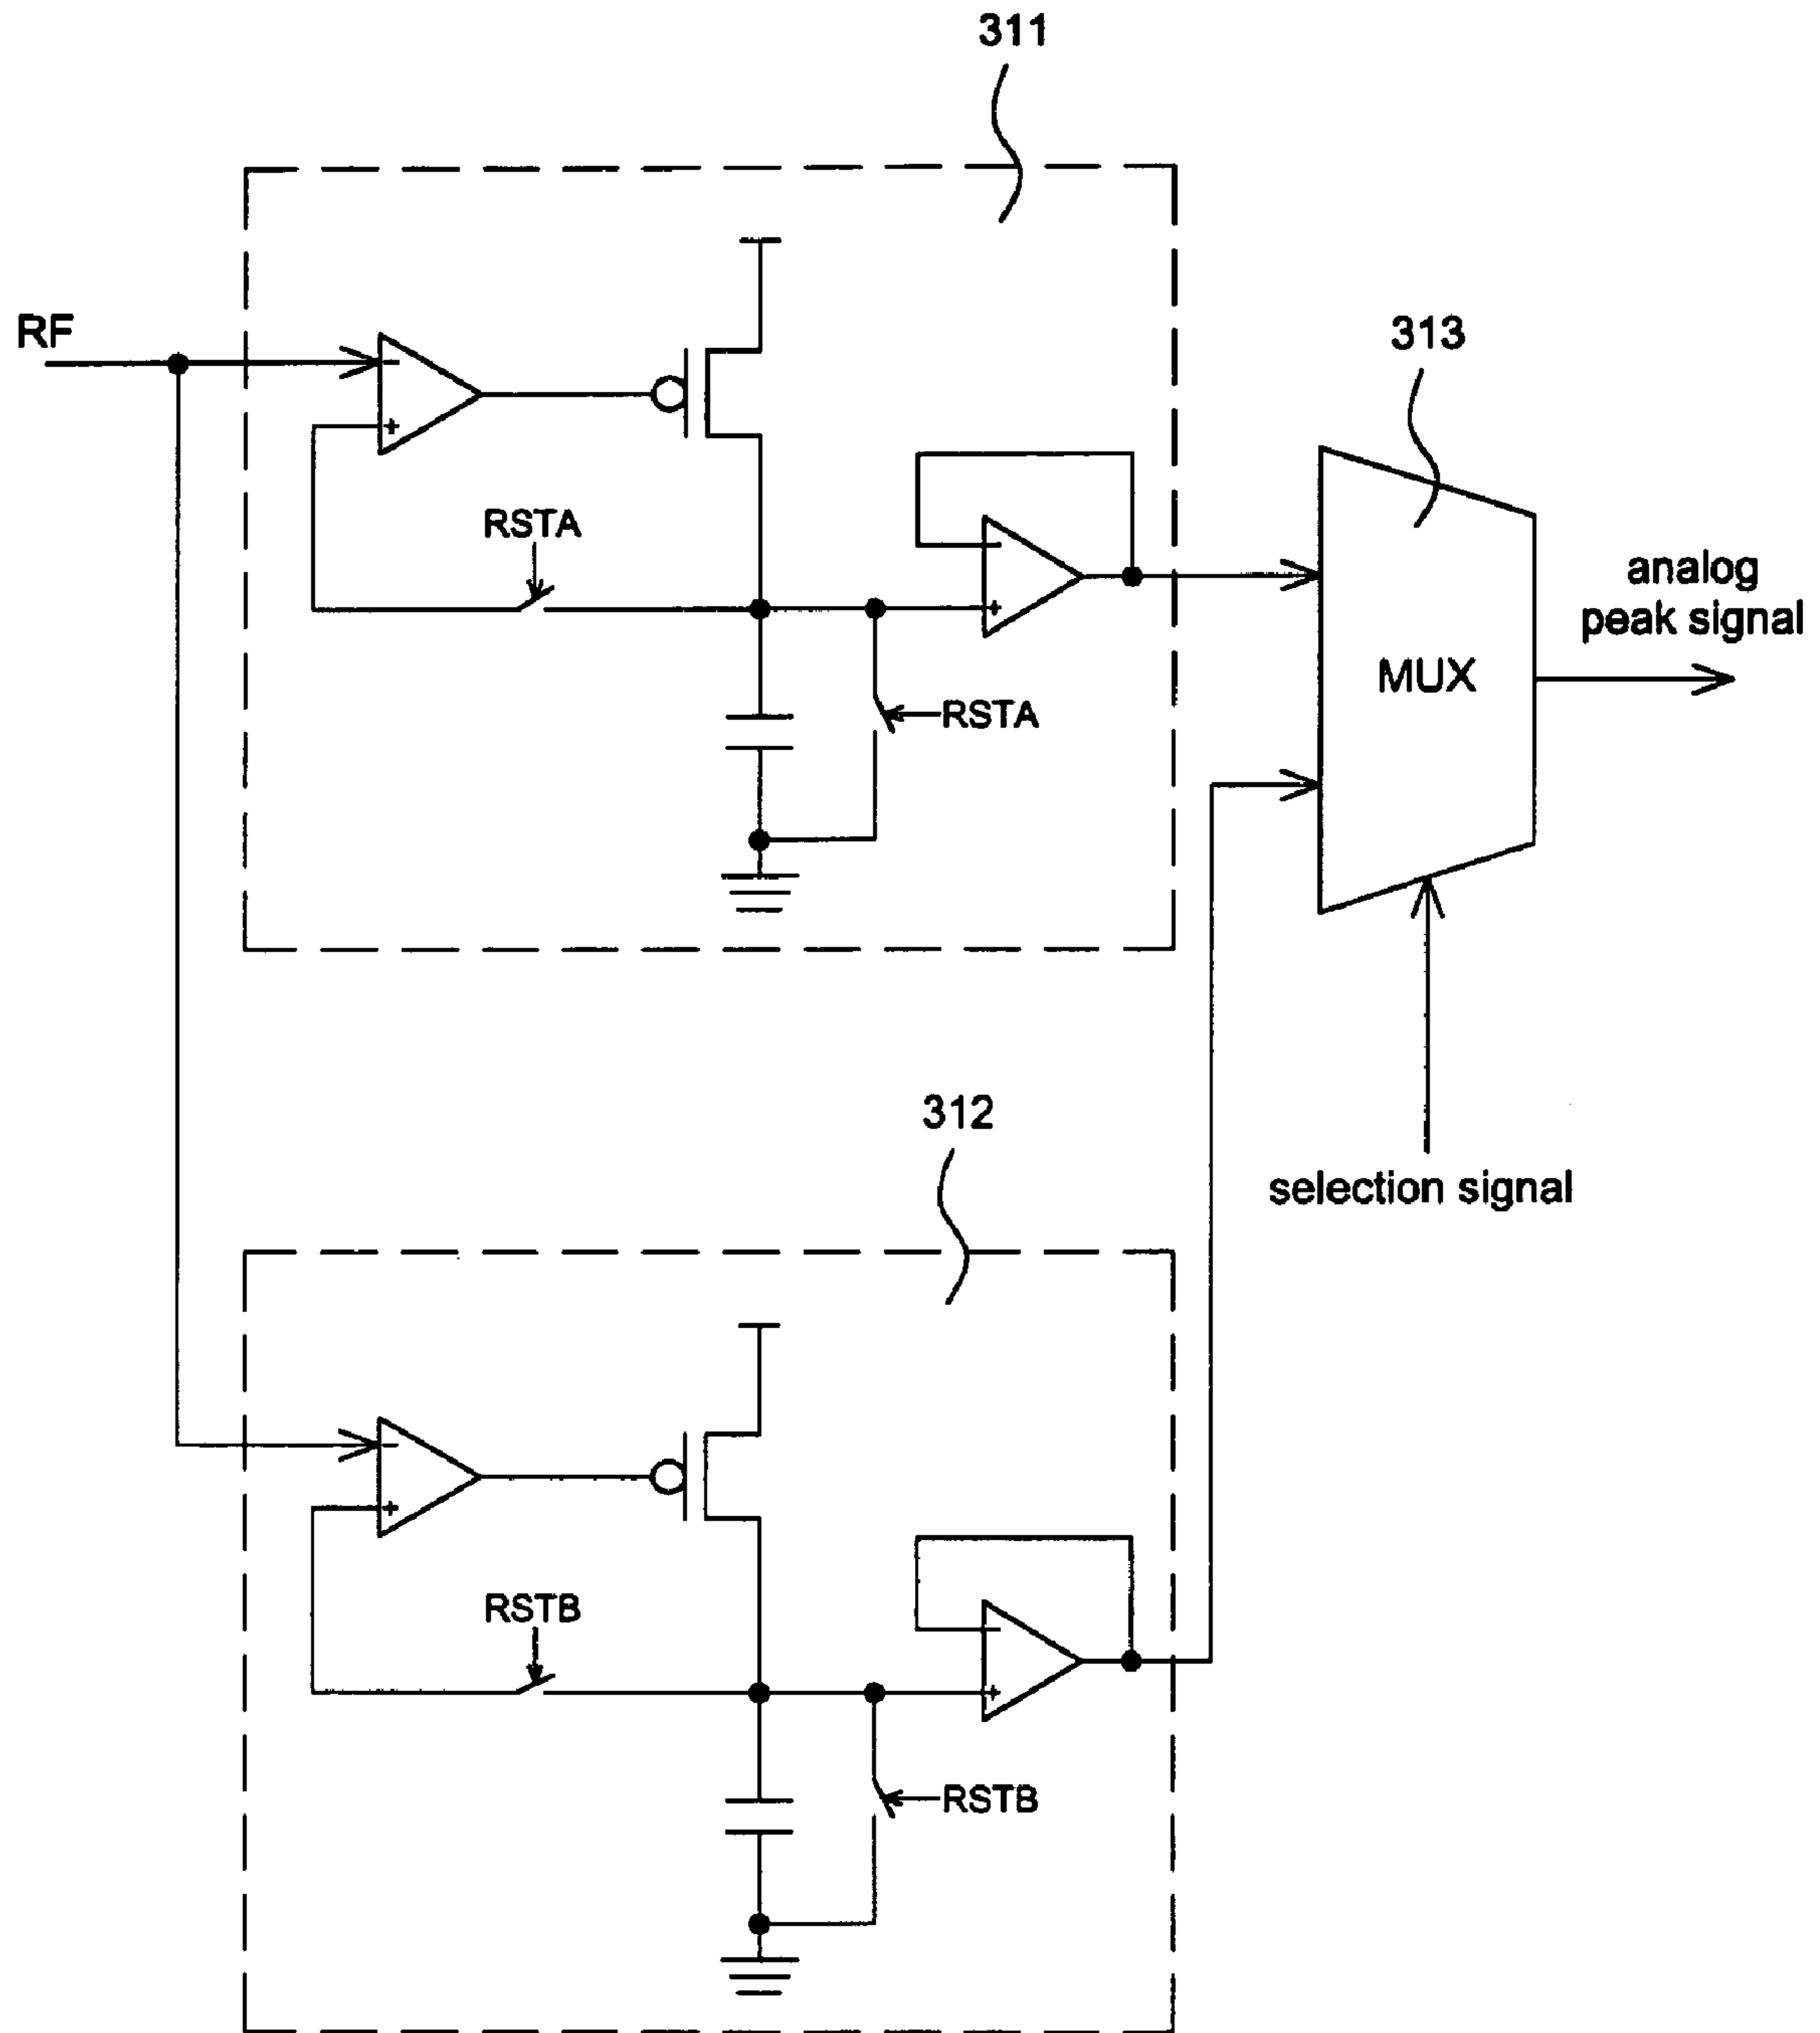 311
RF
313
RSTA
analog
peak signal
MUX
RSTA
312
selection signal
RSTB
RSTB